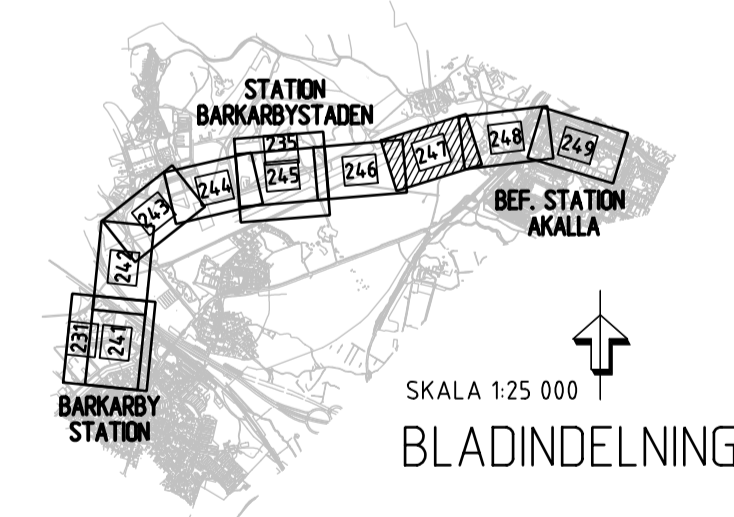 STATION
BARKARBYSTADEN
235
245
246
247
248
249
244
243
242
231
241
BEF. STATION
AKALLA
BARKARBY
STATION
SKALA 1:25 000
BLADINDELNING